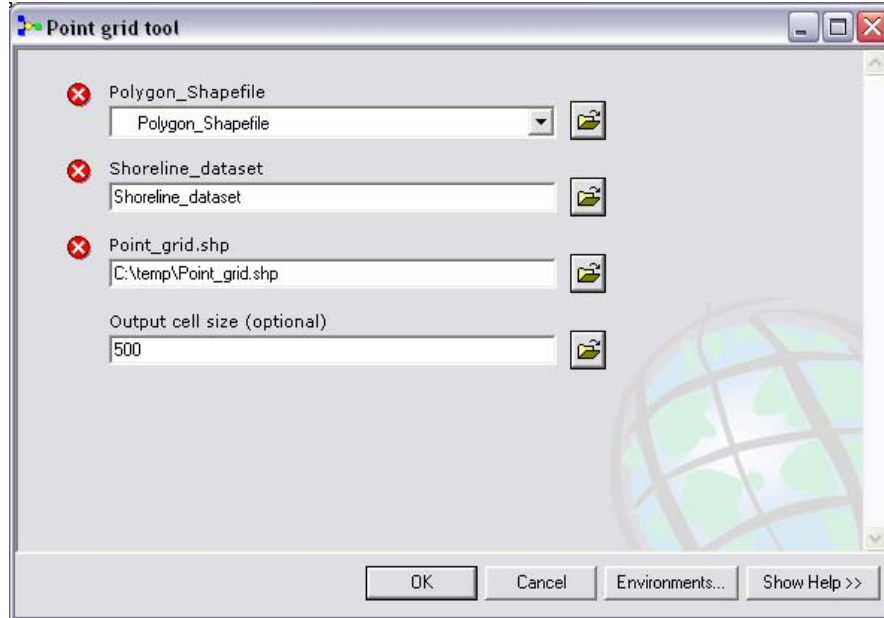 Point grid tool
Polygon_Shapefile
Polygon_Shapefile
Shoreline_dataset
Shoreline_dataset
Point_grid.shp
C:\temp\Point_grid.shp
Output cell size (optional)
500
OK Cancel Environments... Show Help >>